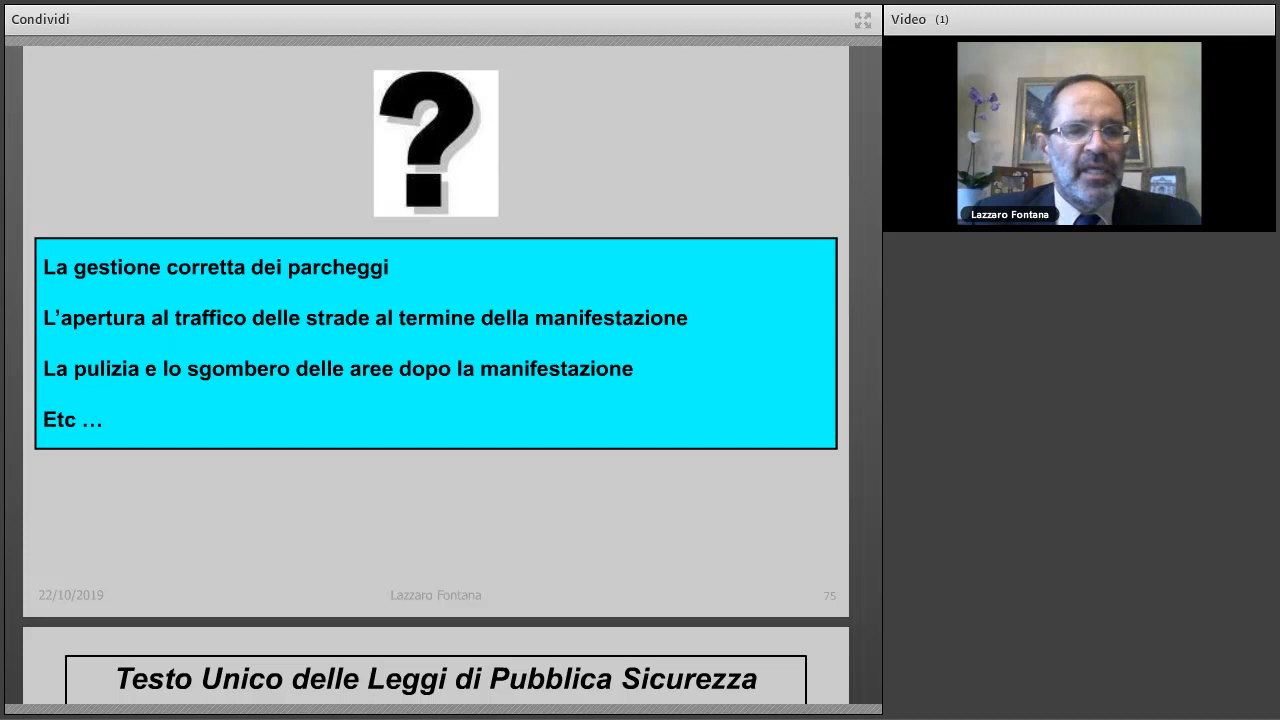 Condividi
Video (1)
Lazzaro Fontana
?
La gestione corretta dei parcheggi
L’apertura al traffico delle strade al termine della manifestazione
La pulizia e lo sgombero delle aree dopo la manifestazione
Etc …
22/10/2019
Lazzaro Fontana
75
Testo Unico delle Leggi di Pubblica Sicurezza